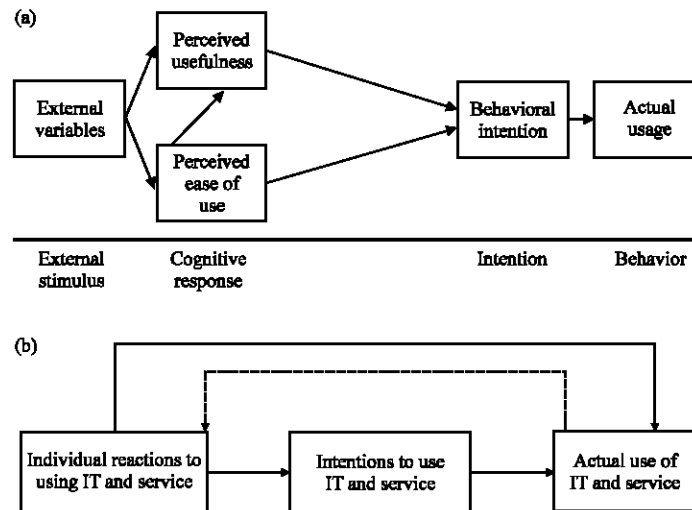 (a)
Perceived
usefulness
External
variables
Perceived
ease of
use
Behavioral
intention
Actual
usage
External
stimulus
Cognitive
response
Intention
Behavior
(b)
Individual reactions to
using IT and service
Intentions to use
IT and service
Actual use of
IT and service